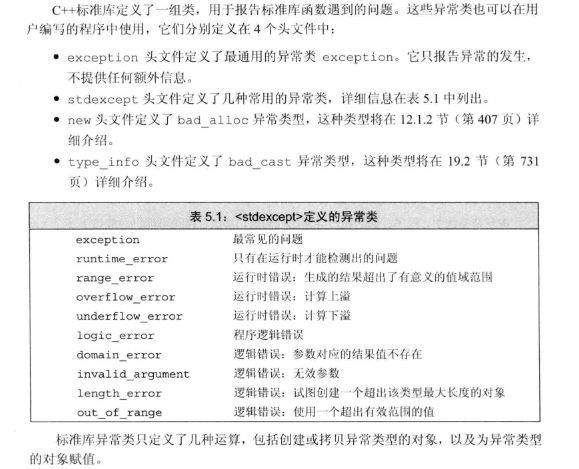 C++标准库定义了一组类，用于报告标准库函数遇到的问题。这些异常类也可以在用
户编写的程序中使用，它们分别定义在 4 个头文件中：
● exception 头文件定义了最通用的异常类 exception。它只报告异常的发生，
不提供任何额外信息。
● stdexcept 头文件定义了几种常用的异常类，详细信息在表 5.1 中列出。
● new 头文件定义了 bad_alloc 异常类型，这种类型将在 12.1.2 节（第 407 页）详
细介绍。
● type_info 头文件定义了 bad_cast 异常类型，这种类型将在 19.2 节（第 731
页）详细介绍。
表 5.1：<stdexcept>定义的异常类
exception 最常见的问题
runtime_error 只有在运行时才能检测出的问题
range_error 运行时错误：生成的结果超出了有意义的值域范围
overflow_error 运行时错误：计算上溢
underflow_error 运行时错误：计算下溢
logic_error 程序逻辑错误
domain_error 逻辑错误：参数对应的结果值不存在
invalid_argument 逻辑错误：无效参数
length_error 逻辑错误：试图创建一个超出该类型最大长度的对象
out_of_range 逻辑错误：使用一个超出有效范围的值
标准库异常类只定义了几种运算，包括创建或拷贝异常类型的对象，以及为异常类型
的对象赋值。